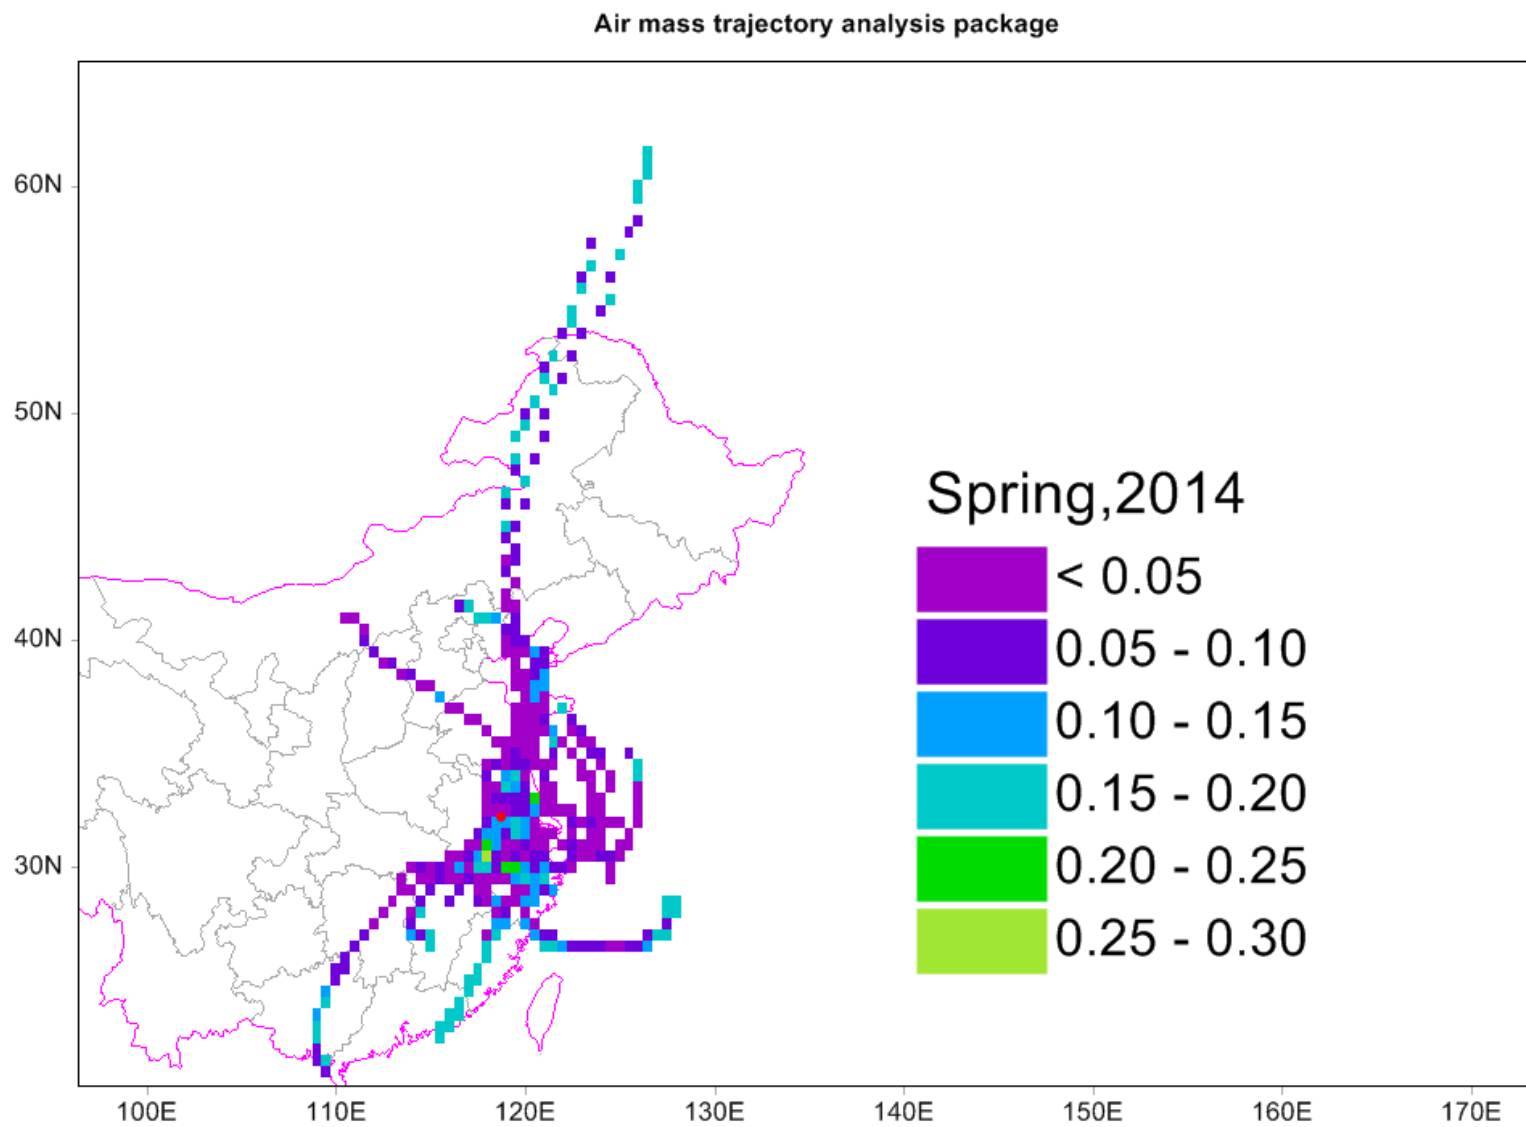 Air mass trajectory analysis package
60N
50N
40N
30N
Spring,2014
< 0.05
0.05 - 0.10
0.10 - 0.15
0.15 - 0.20
0.20 - 0.25
0.25 - 0.30
100E 110E 120E 130E 140E 150E 160E 170E